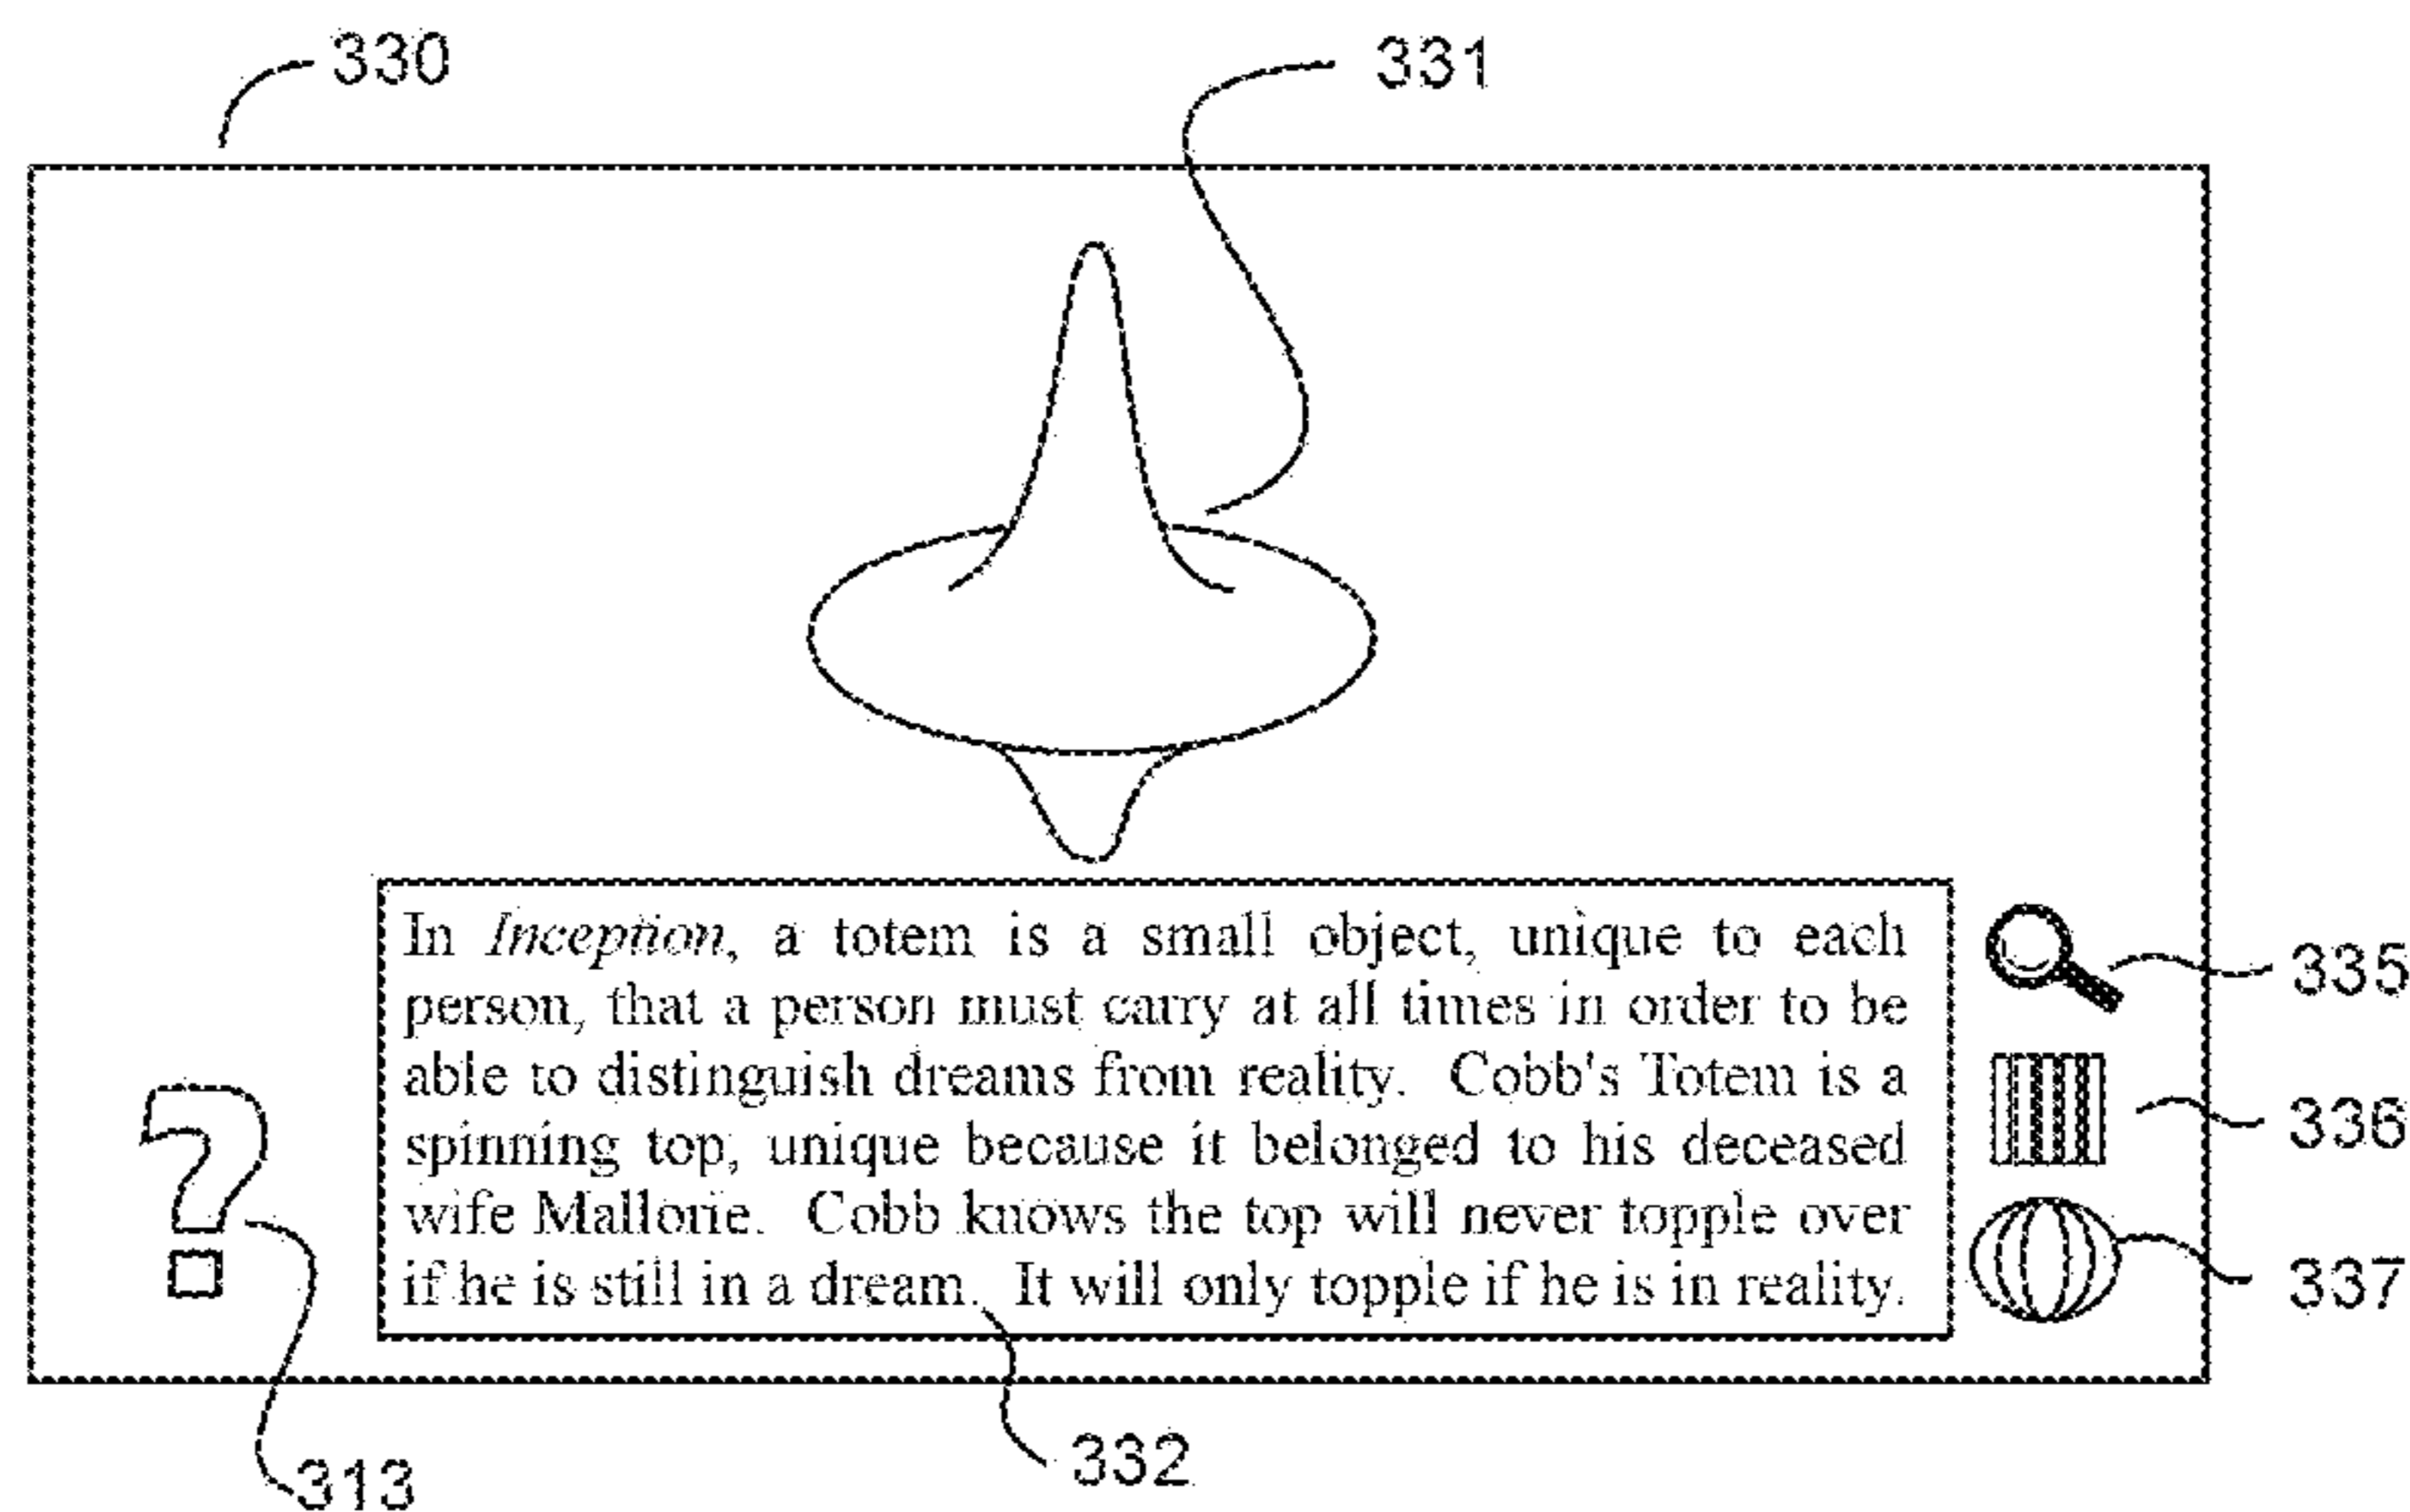 330
331
In Inception, a totem is a small object, unique to each
person, that a person must carry at all times in order to be
able to distinguish dreams from reality. Cobb's Totem is a
spinning top, unique because it belonged to his deceased
wife Mallorie. Cobb knows the top will never topple over
if he is still in a dream. It will only topple if he is in reality.
335
336
337
?
313
332